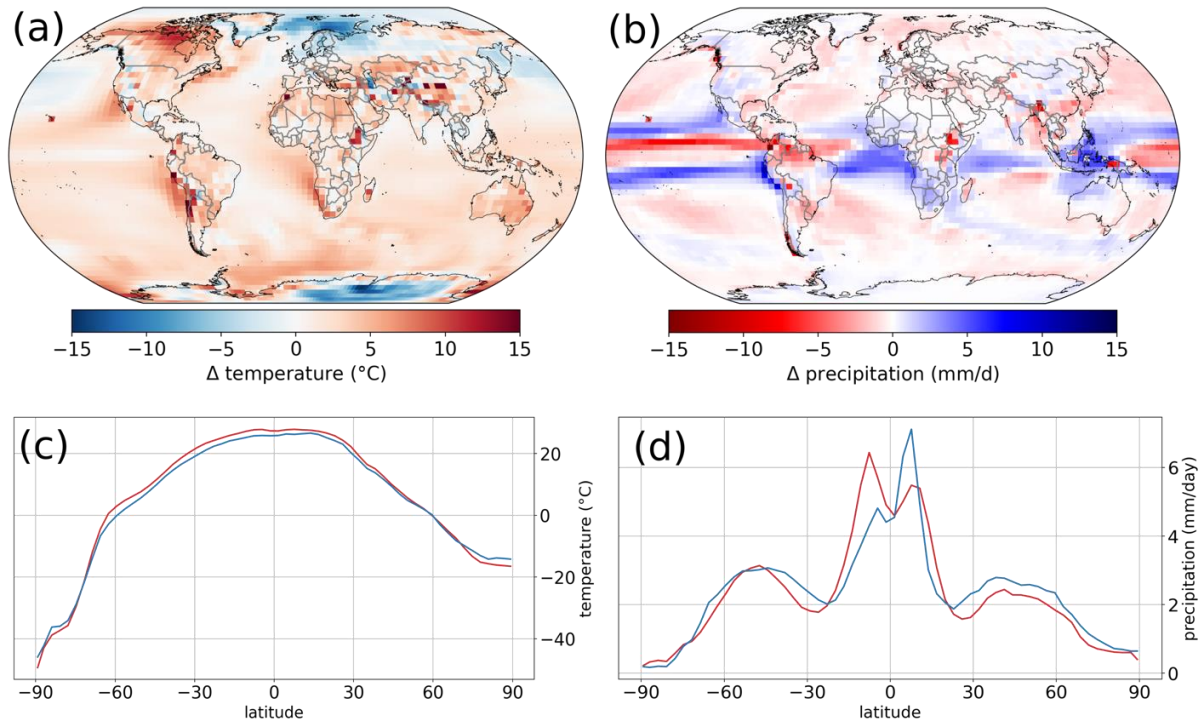 (a)
(b)
−15 −10 −5 0 5 10 15
Δ temperature (°C)
−15 −10 −5 0 5 10 15
Δ precipitation (mm/d)
(c)
20
0
−20
−40
temperature (°C)
−90 −60 −30 0 30 60 90
latitude
(d)
6
4
2
0
precipitation (mm/day)
−90 −60 −30 0 30 60 90
latitude